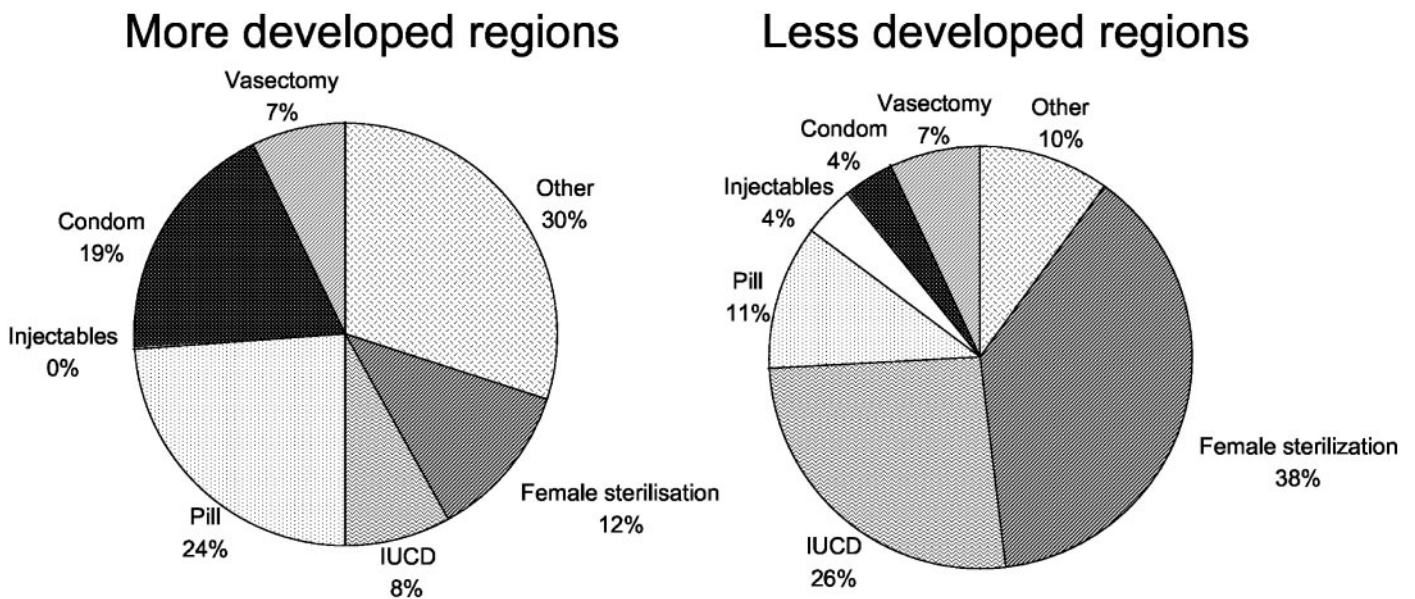 More developed regions
Vasectomy
7%
Other
30%
Condom
19%
Injectables
0%
Female sterilisation
12%
Pill
24%
IUCD
8%
Less developed regions
Vasectomy
7%
Other
10%
Condom
4%
Injectables
4%
Pill
11%
Female sterilization
38%
IUCD
26%